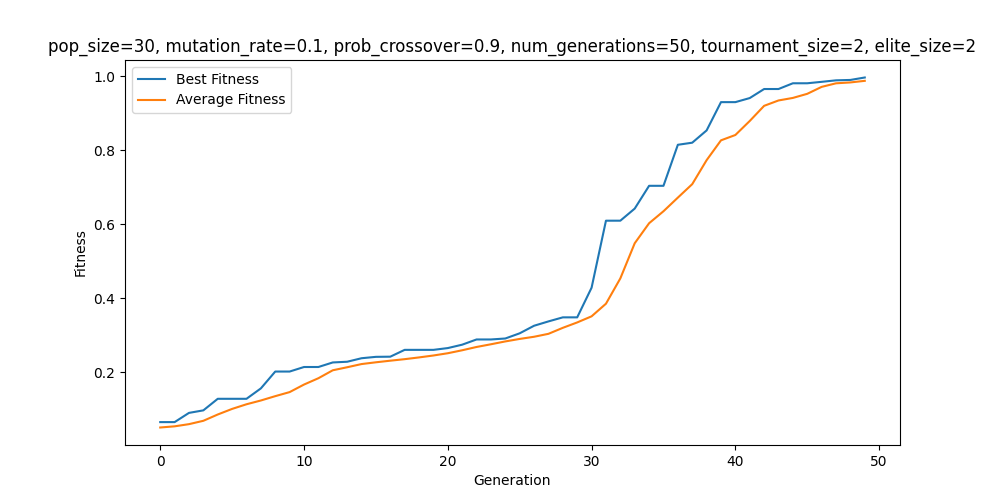 pop_size=30, mutation_rate=0.1, prob_crossover=0.9, num_generations=50, tournament_size=2, elite_size=2
Best Fitness
Average Fitness
1.0
0.8
0.6
0.4
0.2
Fitness
0 10 20 30 40 50
Generation